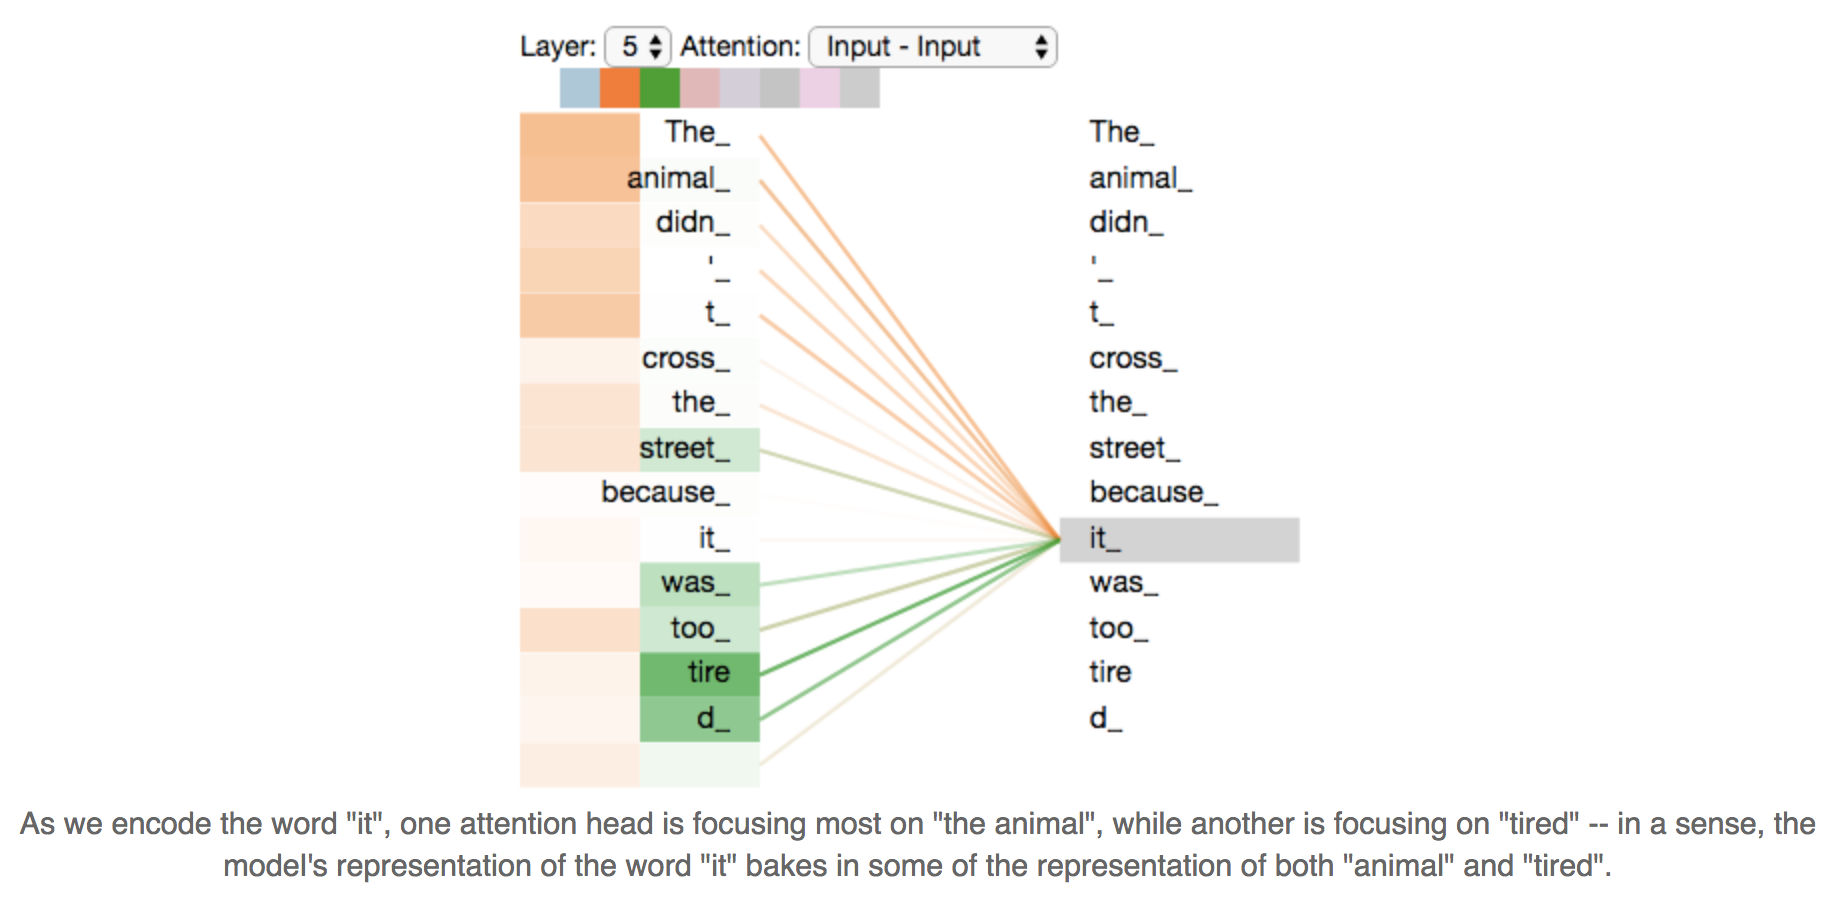 Layer: 5 Attention: Input - Input
The_ The_
animal_ animal_
didn_ didn_
'_ '_
t_ t_
cross_ cross_
the_ the_
street_ street_
because_ because_
it_ it_
was_ was_
too_ too_
tire tire
d_ d_
As we encode the word "it", one attention head is focusing most on "the animal", while another is focusing on "tired" -- in a sense, the
model's representation of the word "it" bakes in some of the representation of both "animal" and "tired".